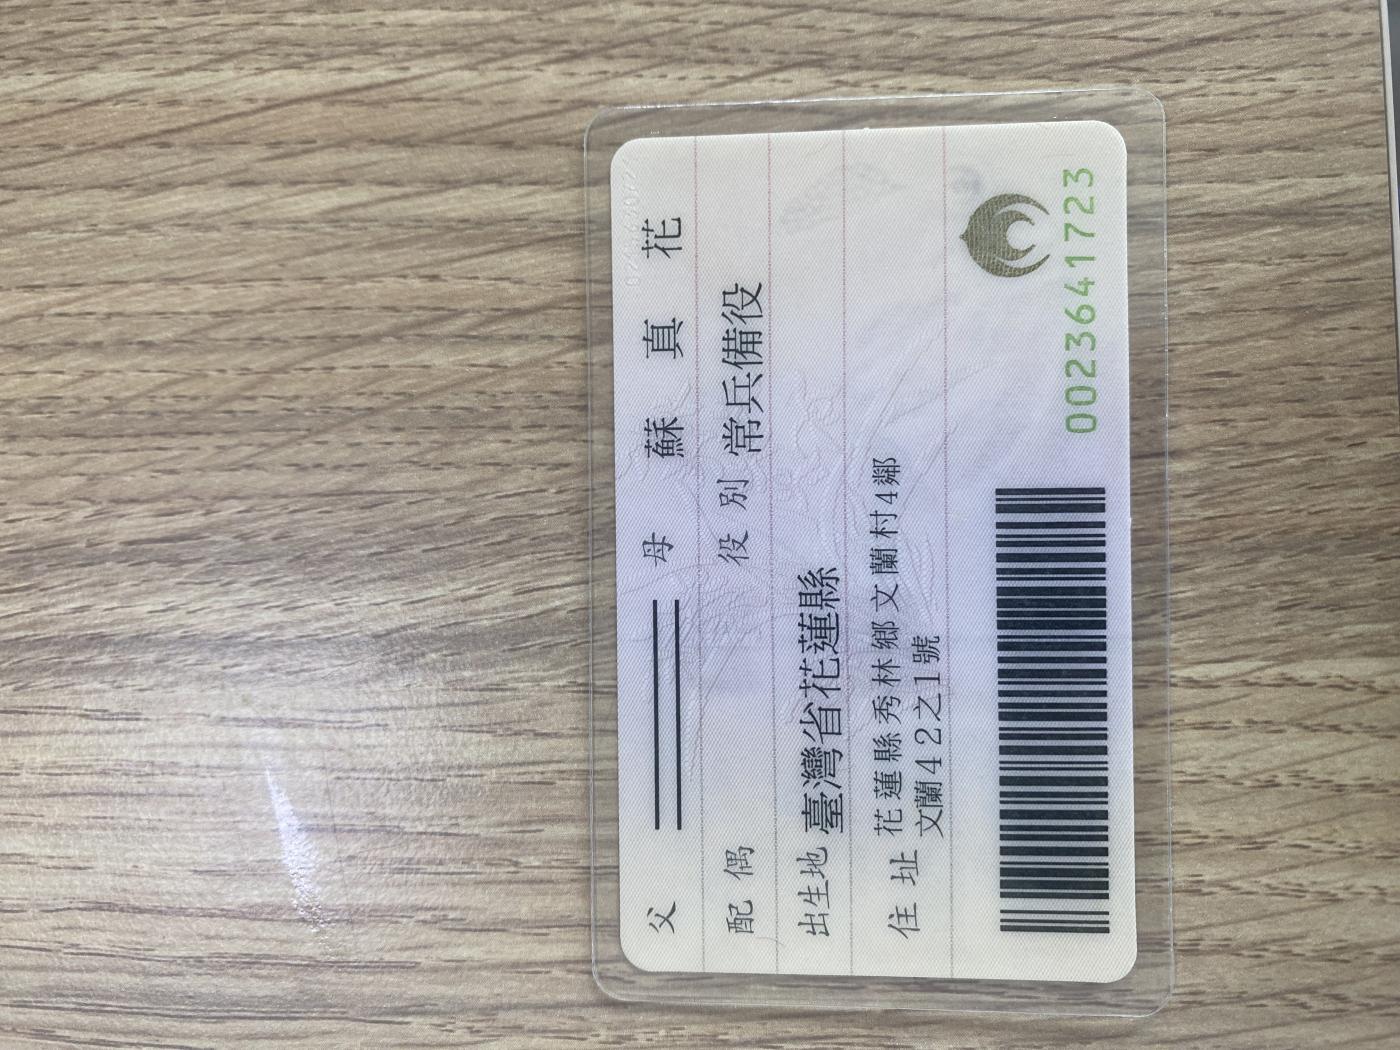 父 母 蘇真花
配偶 役別 常兵備役
出生地 臺灣省花蓮縣
住址 花蓮縣秀林鄉文蘭村4鄰
文蘭42之1號
0023641723